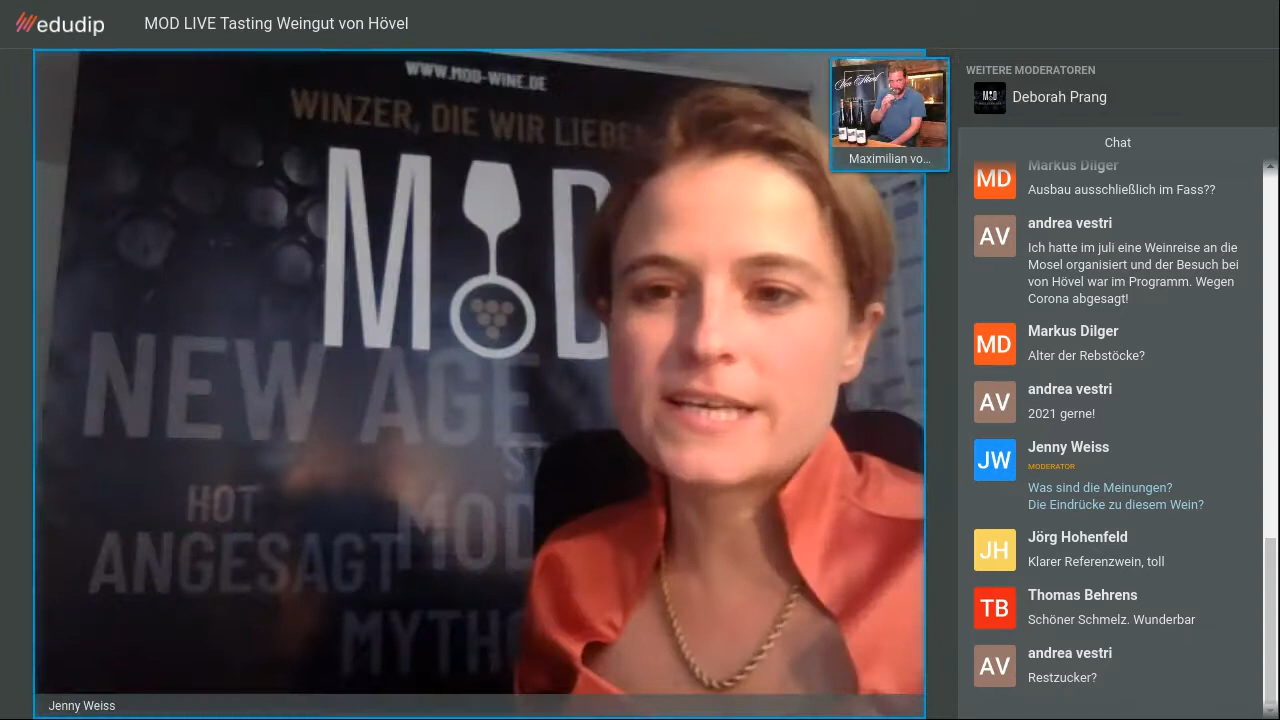 edudip
MOD LIVE Tasting Weingut von Hövel
WWW.MOD-WINE.DE
WINZER, DIE WIR LIEBEN
MOD
NEW AGE
HOT
ANGESAGT
MOD
MYTH
Jenny Weiss
Maximilian vo...
WEITERE MODERATOREN
MOD
Deborah Prang
Chat
MD
Markus Dilger
Ausbau ausschließlich im Fass??
AV
andrea vestri
Ich hatte im juli eine Weinreise an die
Mosel organisiert und der Besuch bei
von Hövel war im Programm. Wegen
Corona abgesagt!
MD
Markus Dilger
Alter der Rebstöcke?
AV
andrea vestri
2021 gerne!
JW
Jenny Weiss
MODERATOR
Was sind die Meinungen?
Die Eindrücke zu diesem Wein?
JH
Jörg Hohenfeld
Klarer Referenzwein, toll
TB
Thomas Behrens
Schöner Schmelz. Wunderbar
AV
andrea vestri
Restzucker?